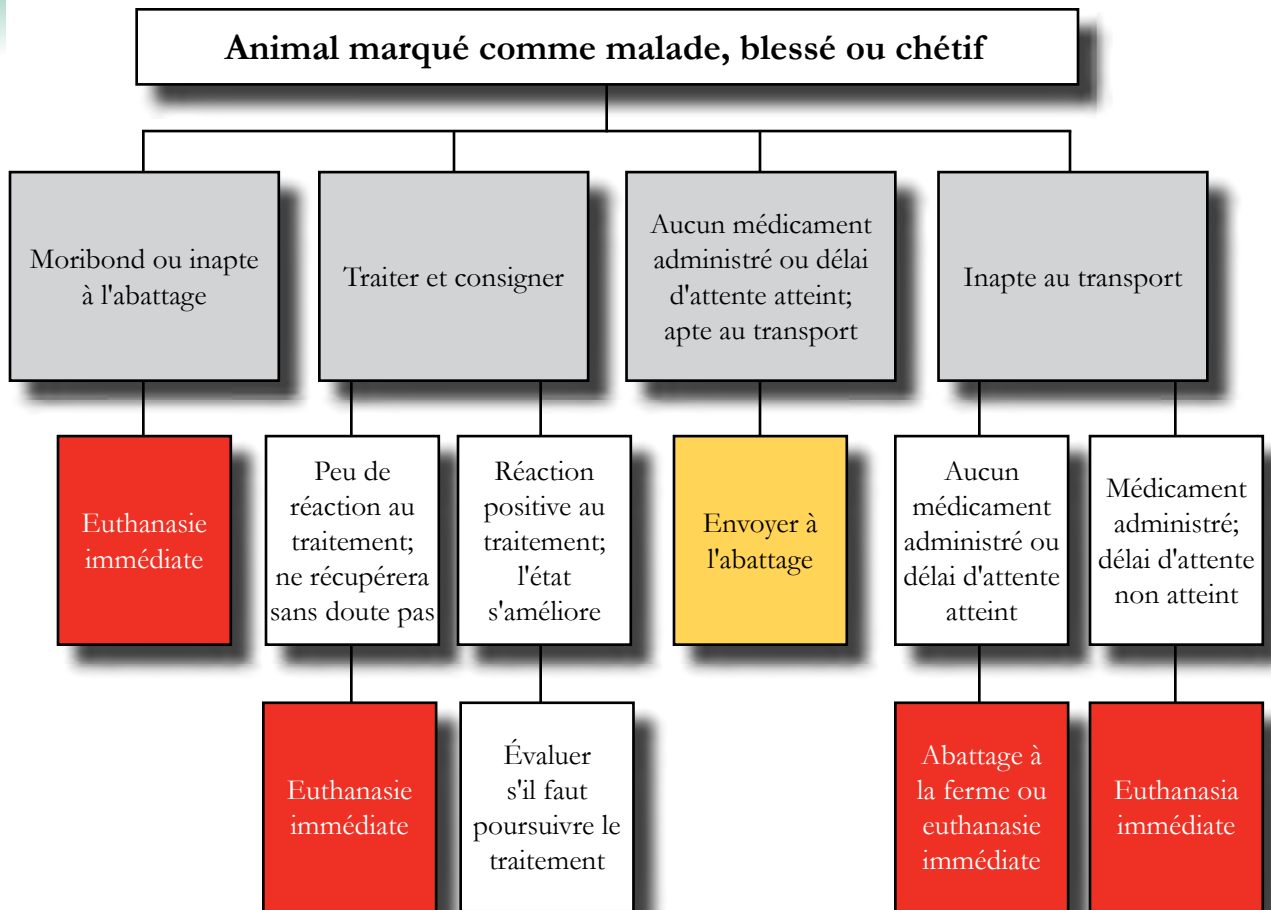 Animal marqué comme malade, blessé ou chétif
Moribond ou inapte
à l'abattage
Traiter et consigner
Aucun médicament
administré ou délai
d'attente atteint;
apte au transport
Inapte au transport
Euthanasie
immédiate
Peu de
réaction au
traitement;
ne récupérera
sans doute pas
Réaction
positive au
traitement;
l'état
s'améliore
Envoyer à
l'abattage
Aucun
médicament
administré ou
délai d'attente
atteint
Médicament
administré;
délai d'attente
non atteint
Euthanasie
immédiate
Évaluer
s'il faut
poursuivre le
traitement
Abattage à
la ferme ou
euthanasie
immédiate
Euthanasia
immédiate